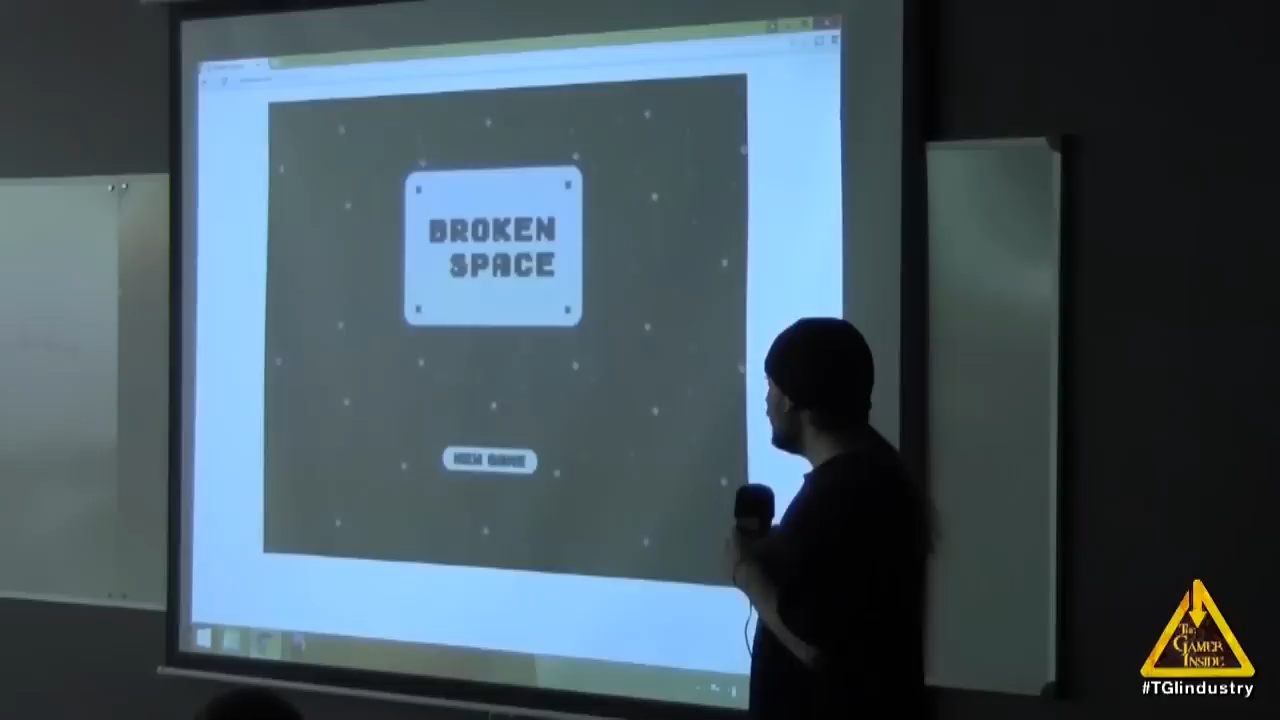 BROKEN
SPACE
NEW GAME
The
Gamer
Inside
#TGIindustry